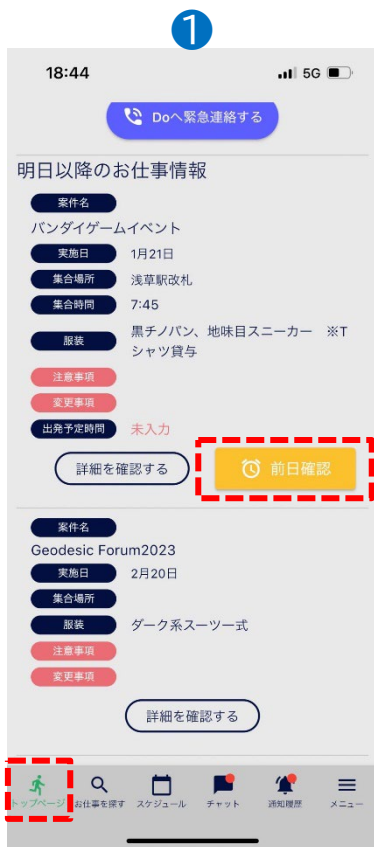 1
18:44
5G
Doへ緊急連絡する
明日以降のお仕事情報
案件名
バンダイゲームイベント
実施日 1月21日
集合場所 浅草駅改札
集合時間 7:45
服装 黒チノパン、地味目スニーカー ※T
シャツ貸与
注意事項
変更事項
出発予定時間 未入力
詳細を確認する 前日確認
案件名
Geodesic Forum2023
実施日 2月20日
集合場所
服装 ダーク系スーツ一式
注意事項
変更事項
詳細を確認する
トップページ お仕事を探す スケジュール チャット 通知履歴 メニュー